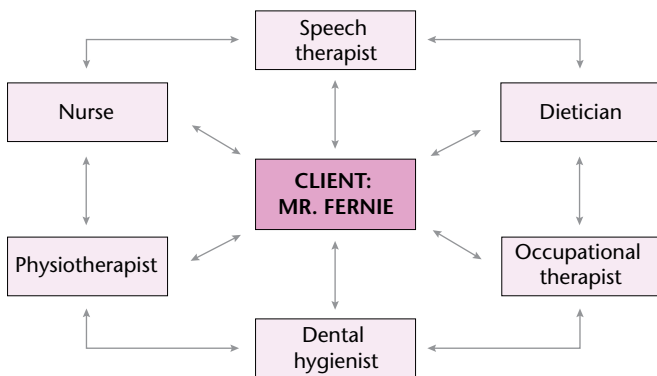 Speech
therapist
Nurse
Dietician
CLIENT:
MR. FERNIE
Physiotherapist
Occupational
therapist
Dental
hygienist